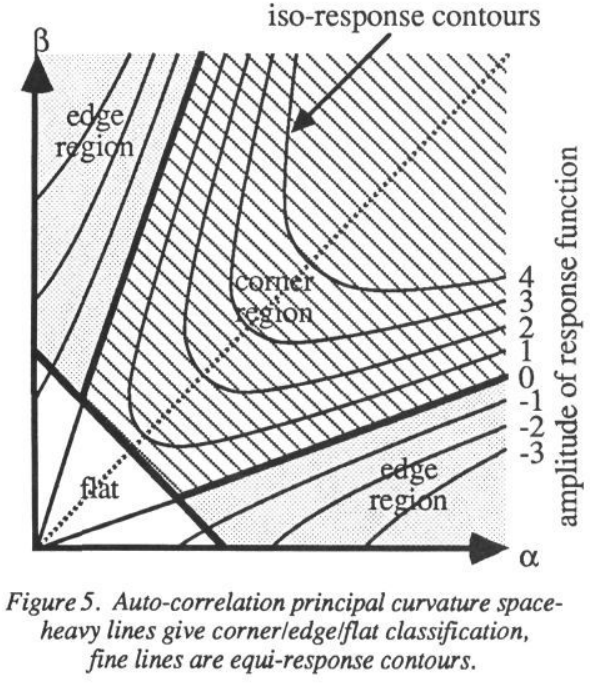 iso-response contours
β
edge
region
corner
region
flat
edge
region
α
4
3
2
1
0
-1
-2
-3
amplitude of response function
Figure 5. Auto-correlation principal curvature space-
heavy lines give corner/edge/flat classification,
fine lines are equi-response contours.